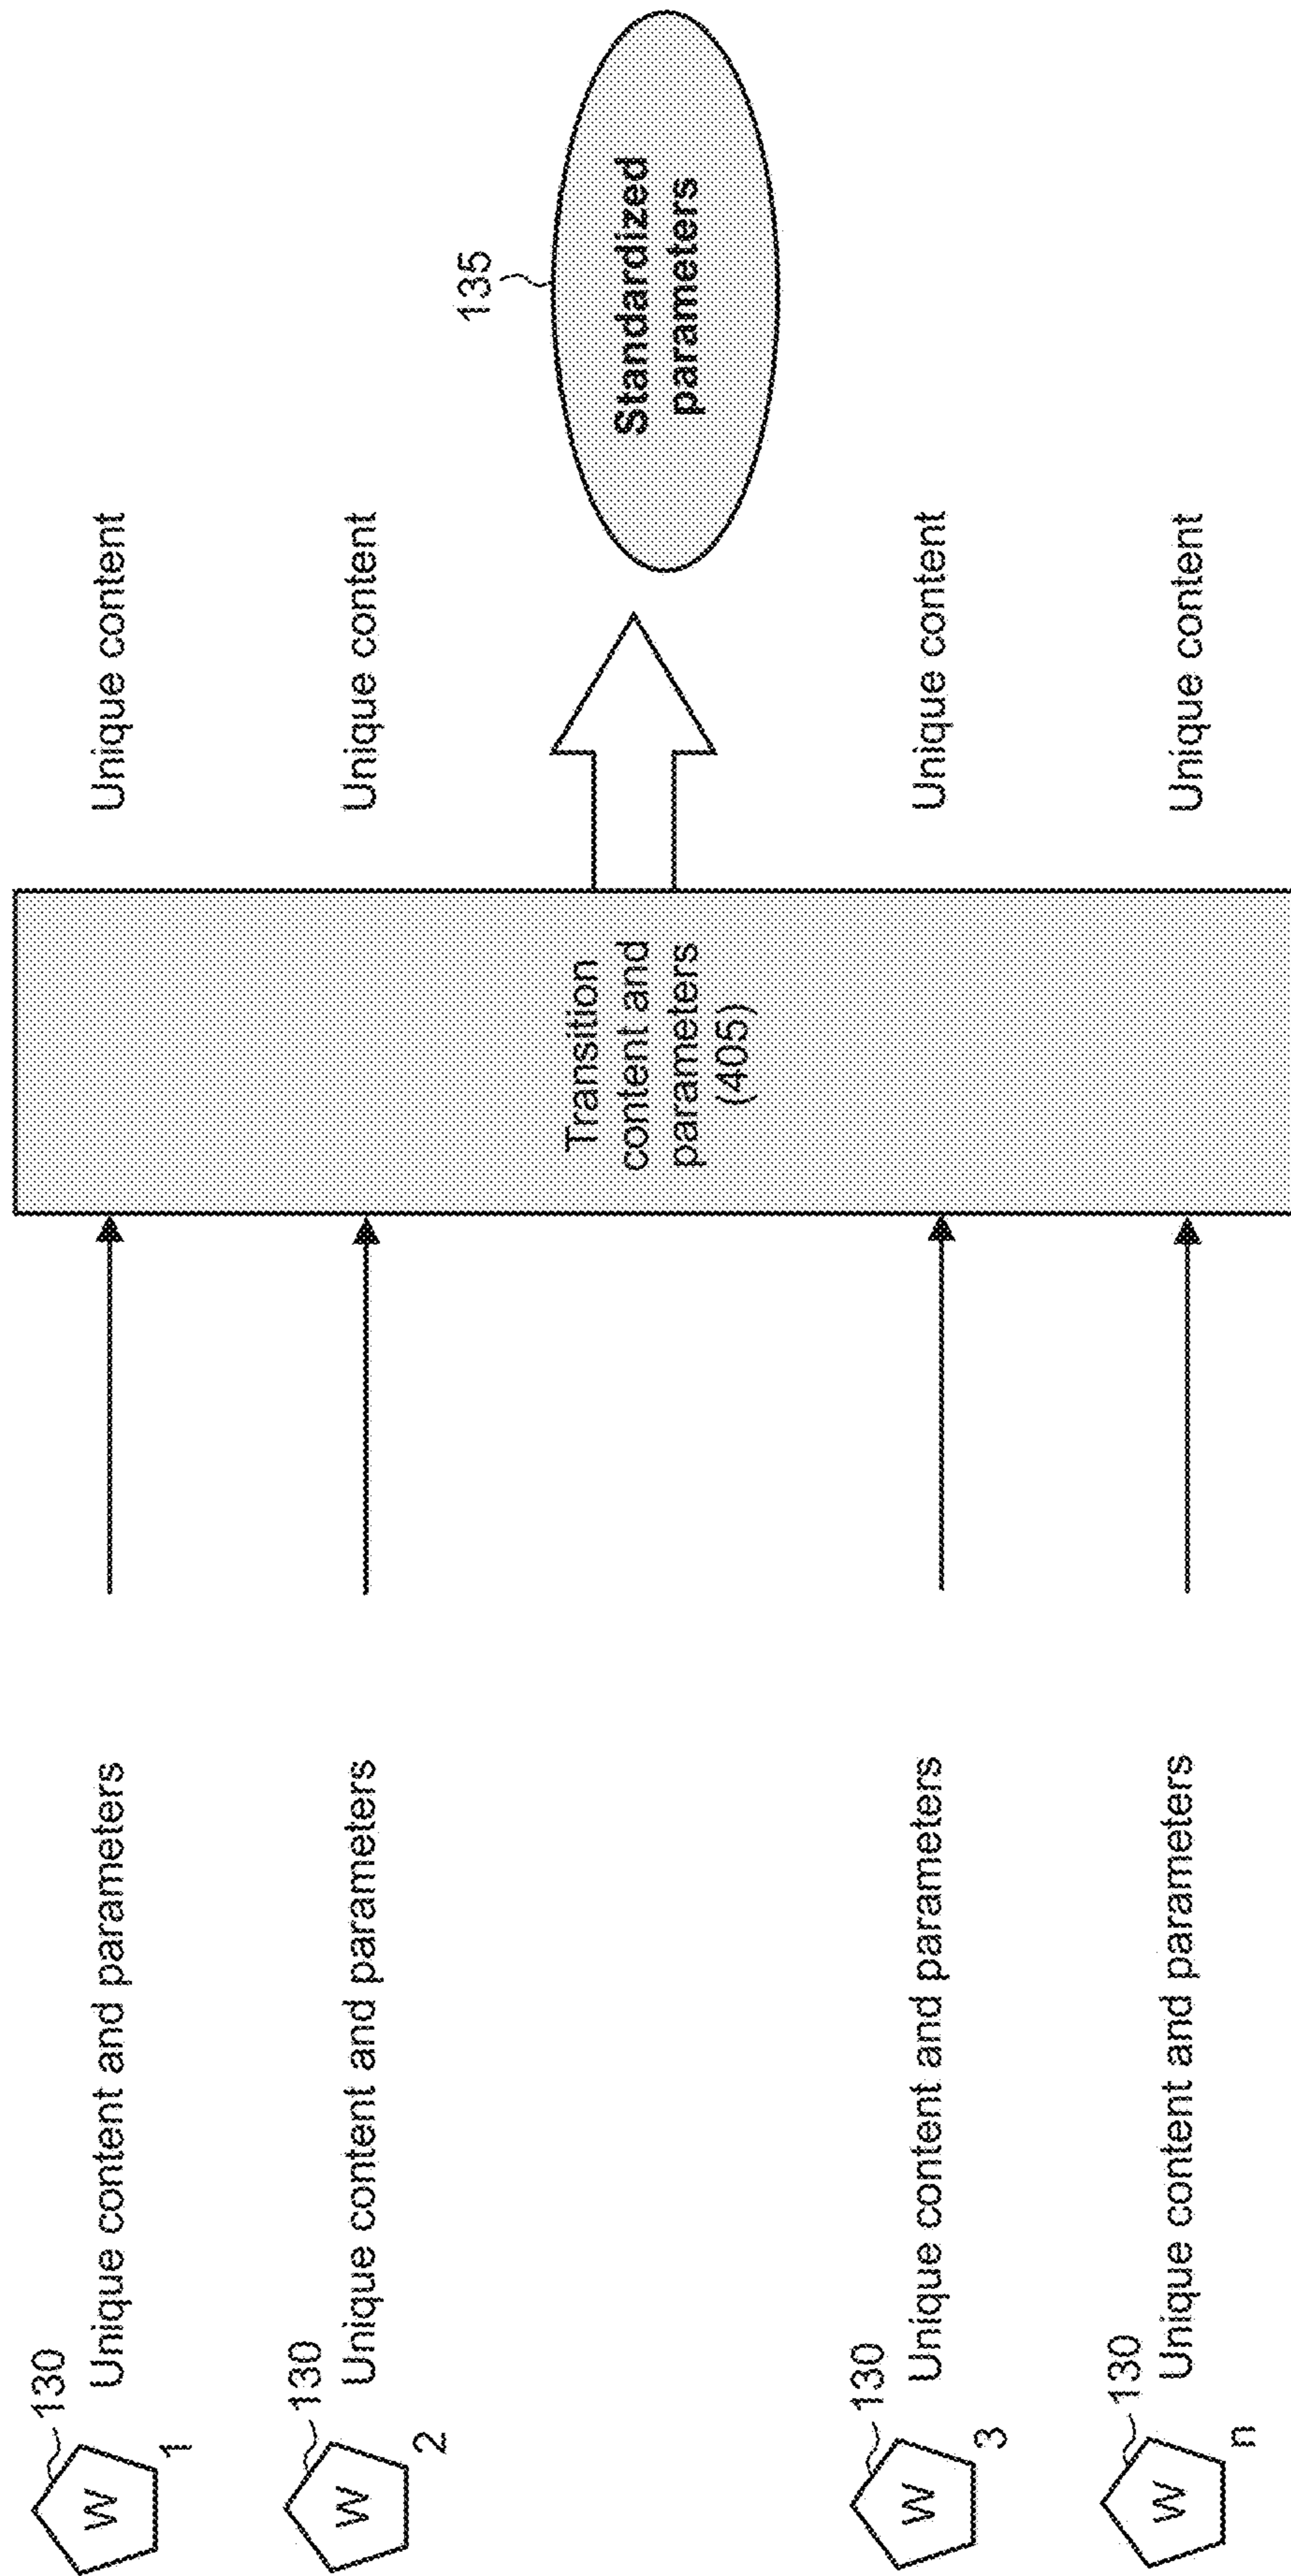 W
1
130
Unique content and parameters
Unique content
W
2
130
Unique content and parameters
Unique content
135
Transition
content and
parameters
(405)
Standardized
parameters
W
3
130
Unique content and parameters
Unique content
W
n
130
Unique content and parameters
Unique content